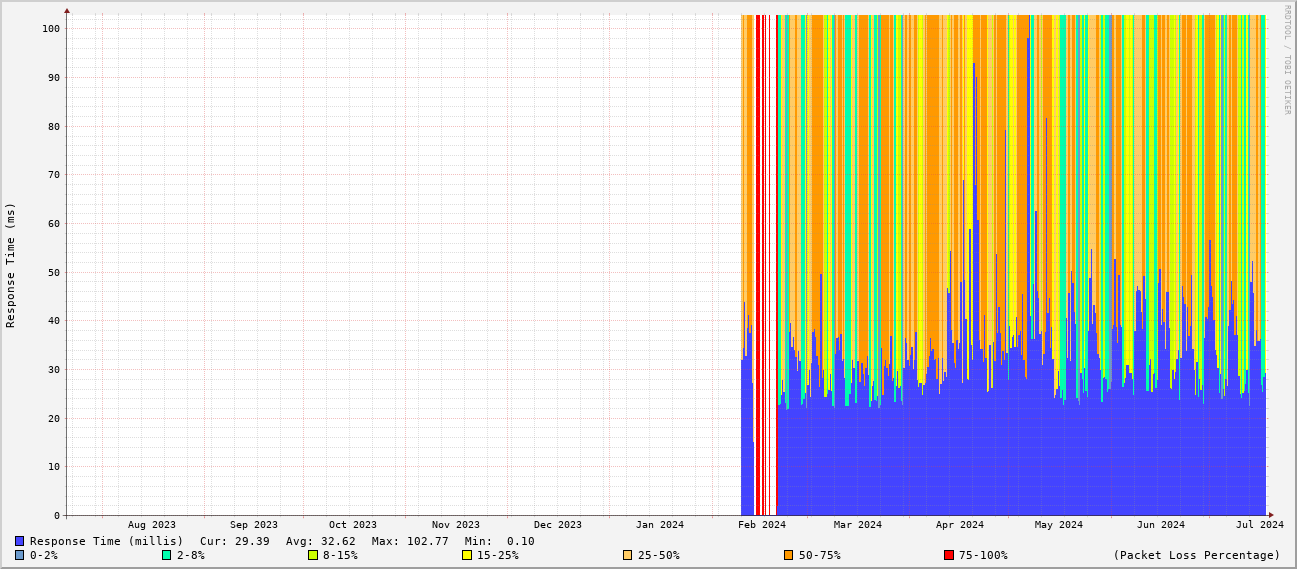 RRDTOOL / TOBI OETIKER
Response Time (ms)
100
90
80
70
60
50
40
30
20
10
0
Aug 2023 Sep 2023 Oct 2023 Nov 2023 Dec 2023 Jan 2024 Feb 2024 Mar 2024 Apr 2024 May 2024 Jun 2024 Jul 2024
Response Time (millis) Cur: 29.39 Avg: 32.62 Max: 102.77 Min: 0.10
0-2% 2-8% 8-15% 15-25% 25-50% 50-75% 75-100% (Packet Loss Percentage)